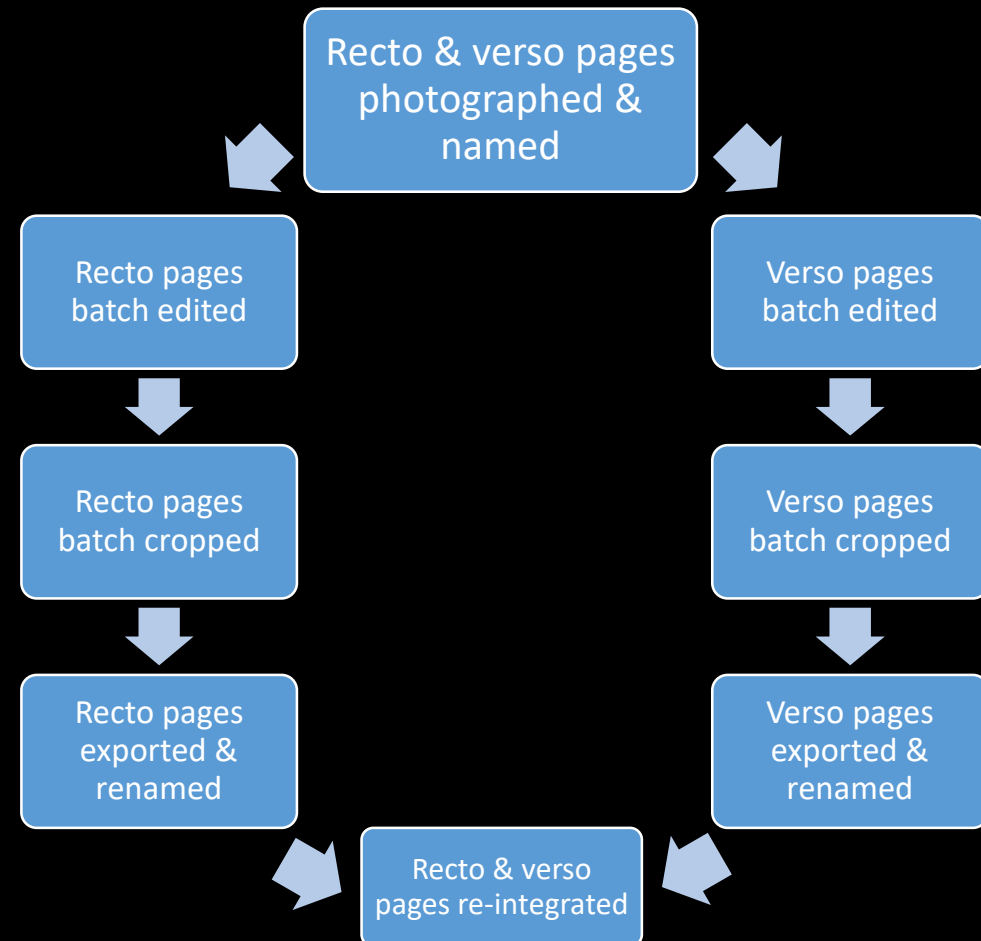 Recto & verso pages
photographed &
named
Recto pages
batch edited
Verso pages
batch edited
Recto pages
batch cropped
Verso pages
batch cropped
Recto pages
exported &
renamed
Verso pages
exported &
renamed
Recto & verso
pages re-integrated